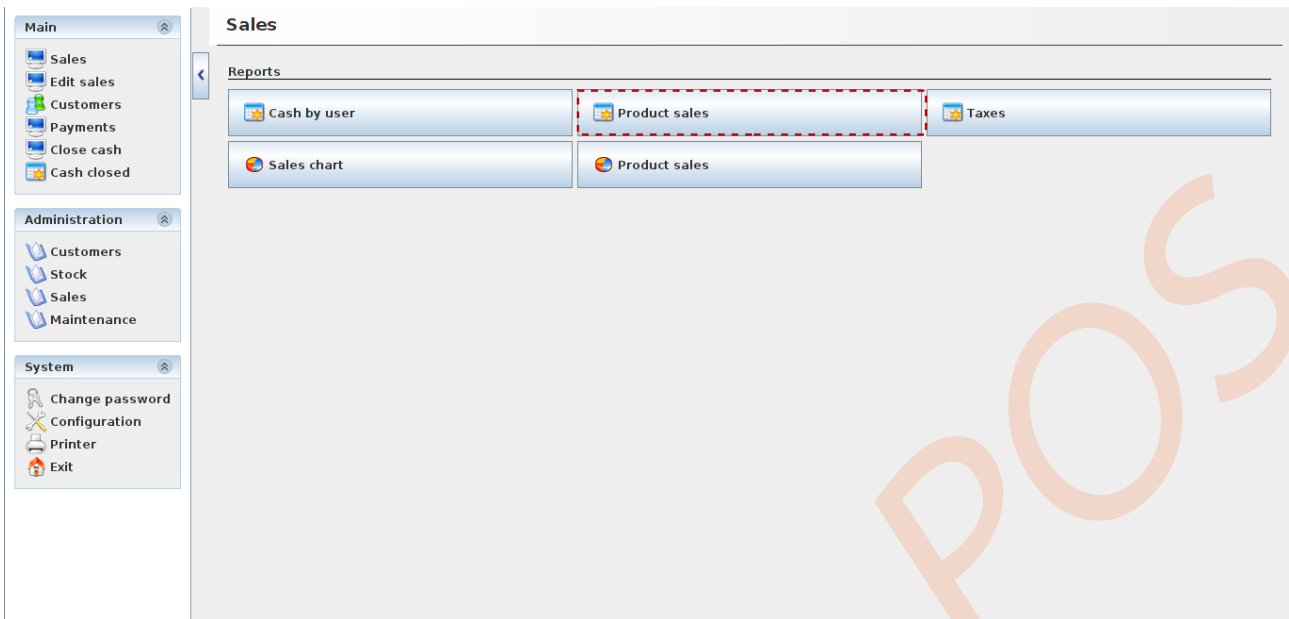 Main
Sales
Edit sales
Customers
Payments
Close cash
Cash closed
Administration
Customers
Stock
Sales
Maintenance
System
Change password
Configuration
Printer
Exit
Sales
Reports
Cash by user
Product sales
Taxes
Sales chart
Product sales
POS